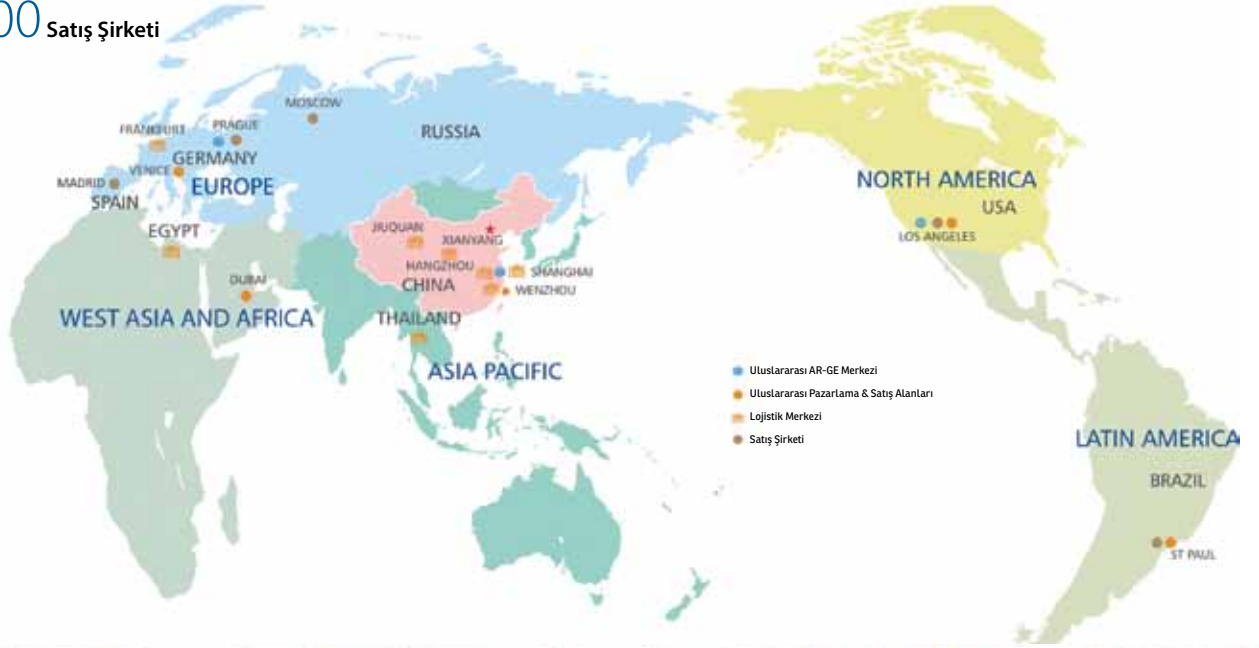 00 Satış Şirketi
MOSCOW
FRANKFURT
PRAGUE
RUSSIA
GERMANY
VENICE
MADRID
EUROPE
SPAIN
NORTH AMERICA
USA
LOS ANGELES
EGYPT
JIUQUAN
XIANYANG
HANGZHOU
SHANGHAI
CHINA
WENZHOU
DUBAI
WEST ASIA AND AFRICA
THAILAND
ASIA PACIFIC
Uluslararası AR-GE Merkezi
Uluslararası Pazarlama & Satış Alanları
Lojistik Merkezi
Satış Şirketi
LATIN AMERICA
BRAZIL
ST PAUL